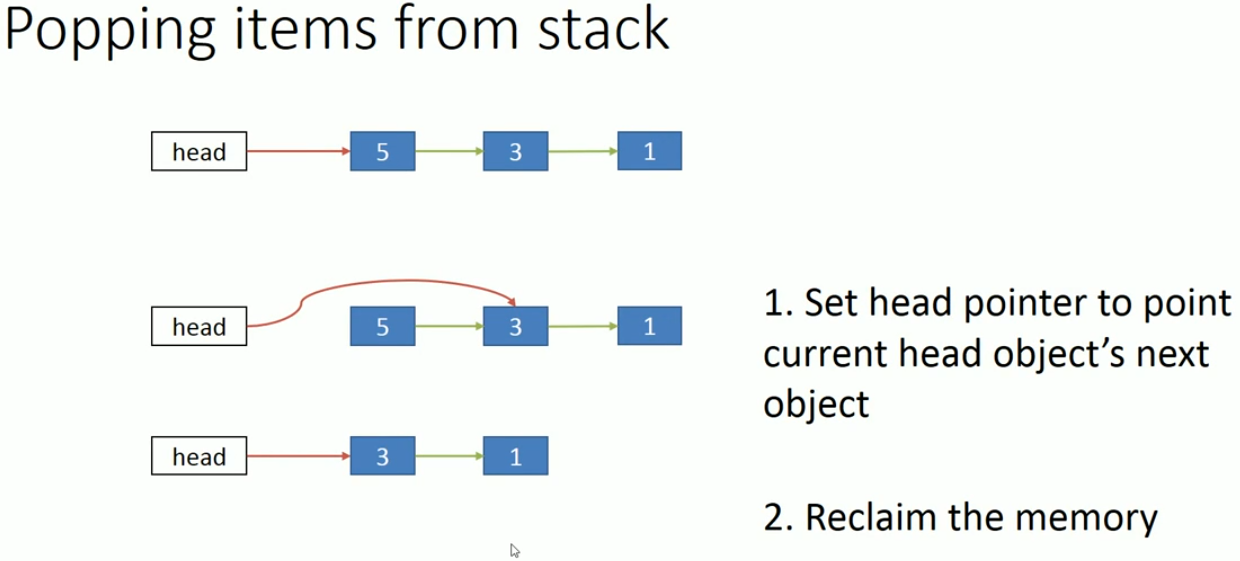 Popping items from stack
head 5 3 1
head 5 3 1
1. Set head pointer to point
current head object’s next
object
head 3 1
2. Reclaim the memory